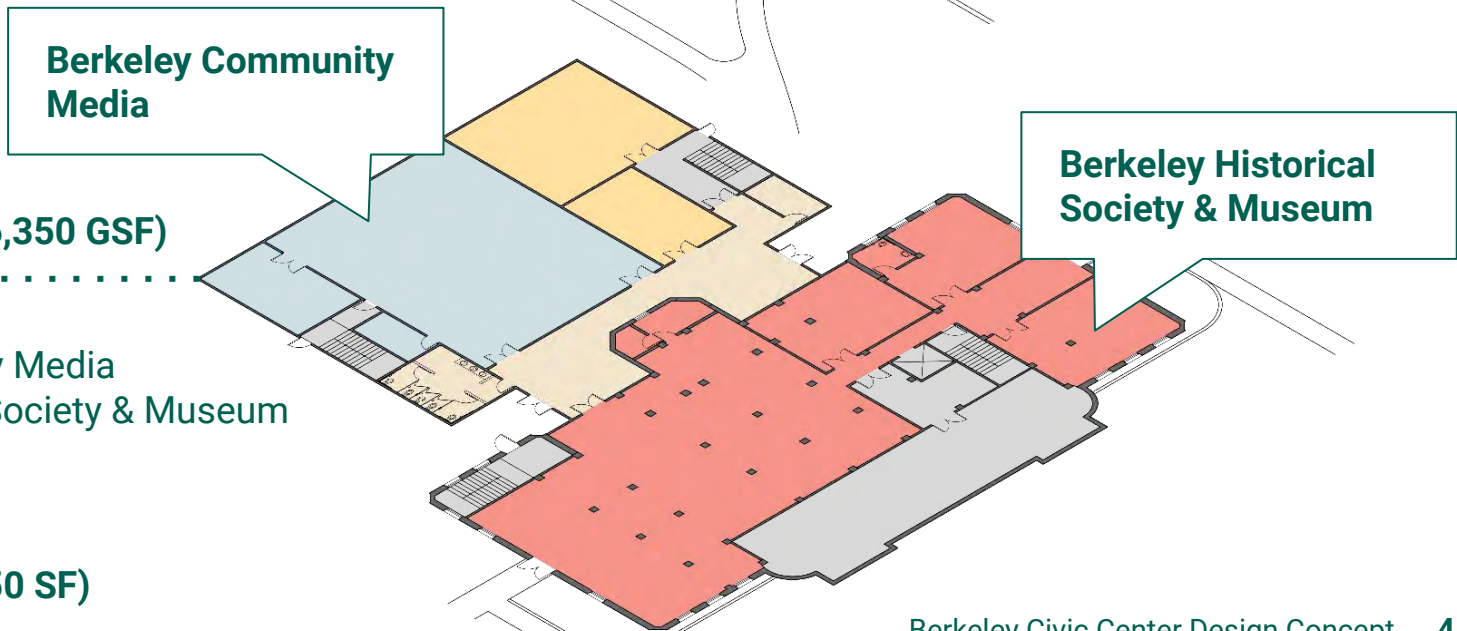 Berkeley Community
Media
Berkeley Historical
Society & Museum
,350 GSF)
Media
Society & Museum
50 SF)
Berkeley Civic Center Design Concept 4